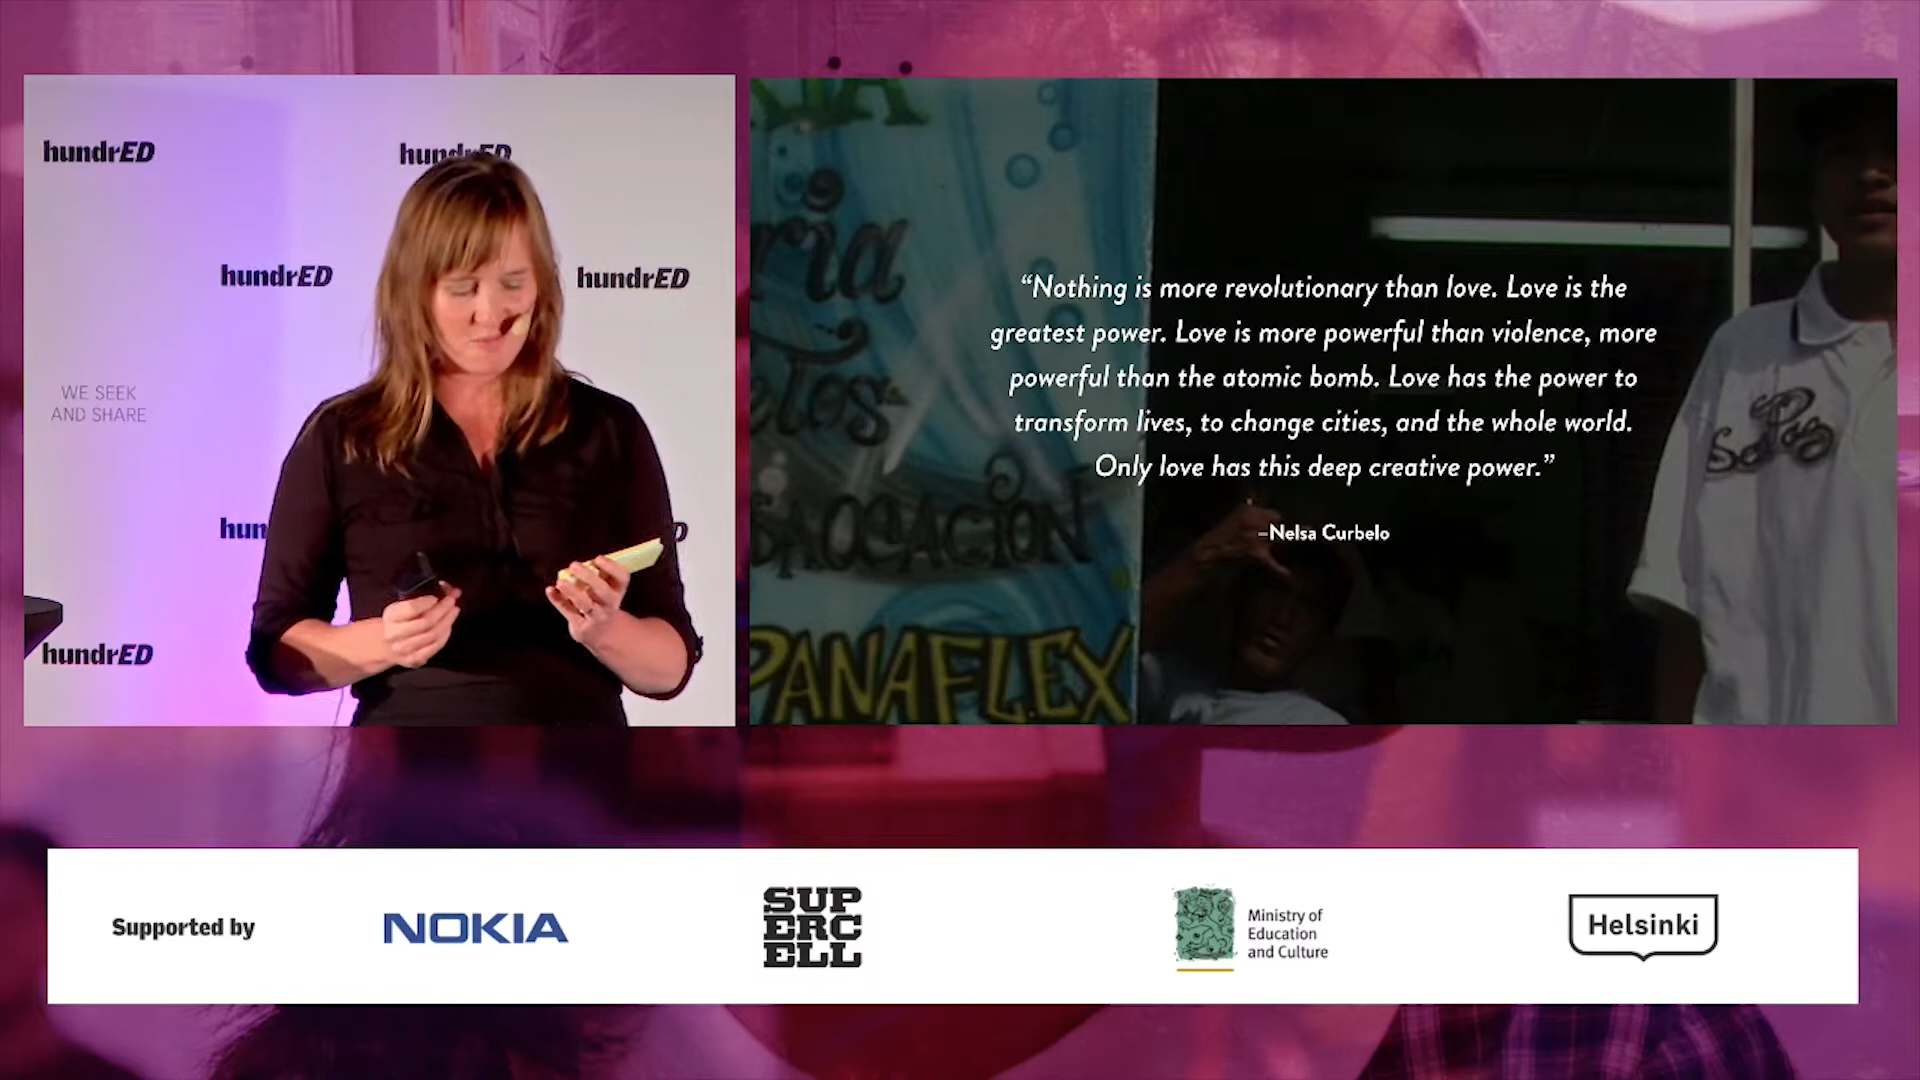 hundrED
hundrED
hundrED
hundrED
WE SEEK
AND SHARE
hun
hundrED
“Nothing is more revolutionary than love. Love is the
greatest power. Love is more powerful than violence, more
powerful than the atomic bomb. Love has the power to
transform lives, to change cities, and the whole world.
Only love has this deep creative power.”
–Nelsa Curbelo
PANAFLEX
Supported by
NOKIA
SUP
ERC
ELL
Ministry of
Education
and Culture
Helsinki